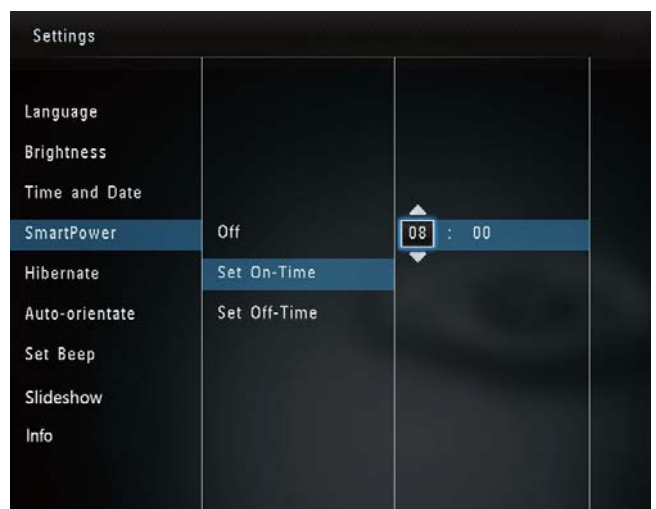 Settings
Language
Brightness
Time and Date
SmartPower
Hibernate
Auto-orientate
Set Beep
Slideshow
Info
Off
Set On-Time
Set Off-Time
08 : 00